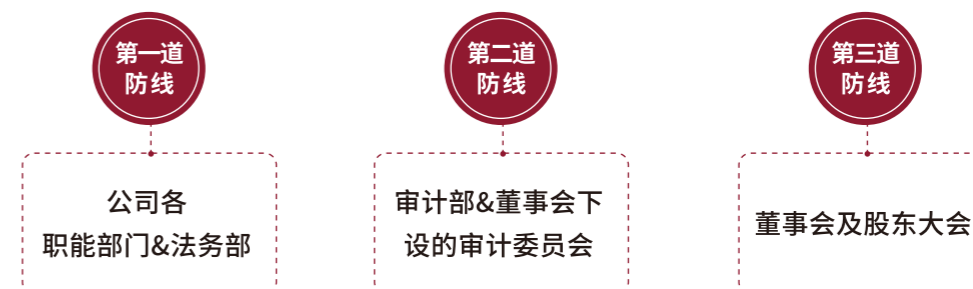 第一道
防线
公司各
职能部门&法务部
第二道
防线
审计部&董事会下
设的审计委员会
第三道
防线
董事会及股东大会